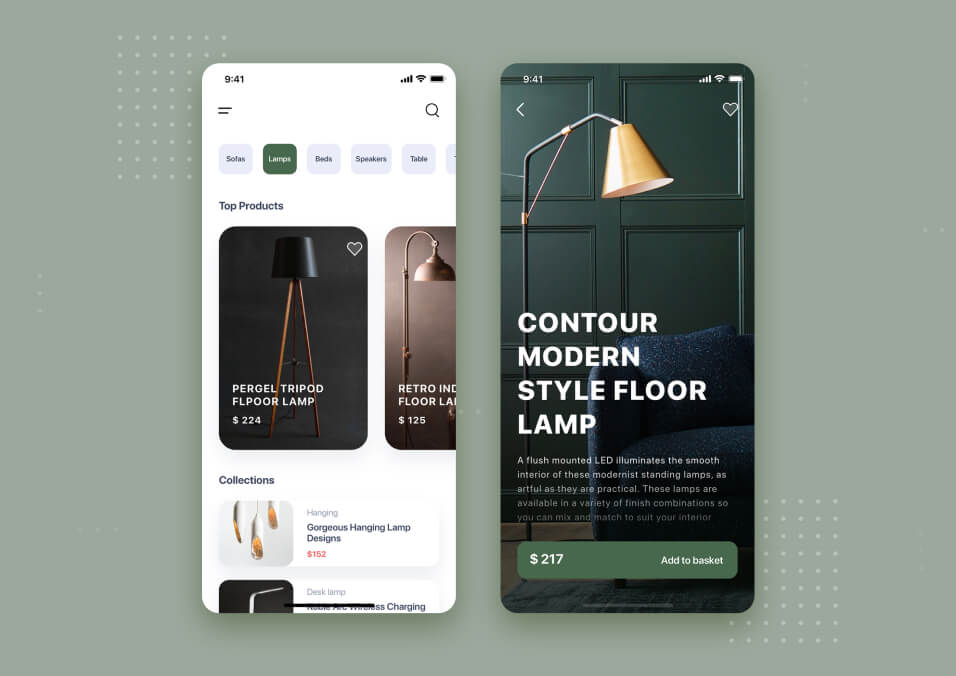 9:41
Sofas
Lamps
Beds
Speakers
Table
Top Products
PERGEL TRIPOD
FLPOOR LAMP
$ 224
RETRO IND
FLOOR LA
$ 125
Collections
Hanging
Gorgeous Hanging Lamp
Designs
$152
Desk lamp
Noble Arc Wireless Charging
9:41
CONTOUR
MODERN
STYLE FLOOR
LAMP
A flush mounted LED illuminates the smooth
interior of these modernist standing lamps, as
artful as they are practical. These lamps are
available in a variety of finish combinations so
you can mix and match to suit your interior
$ 217
Add to basket